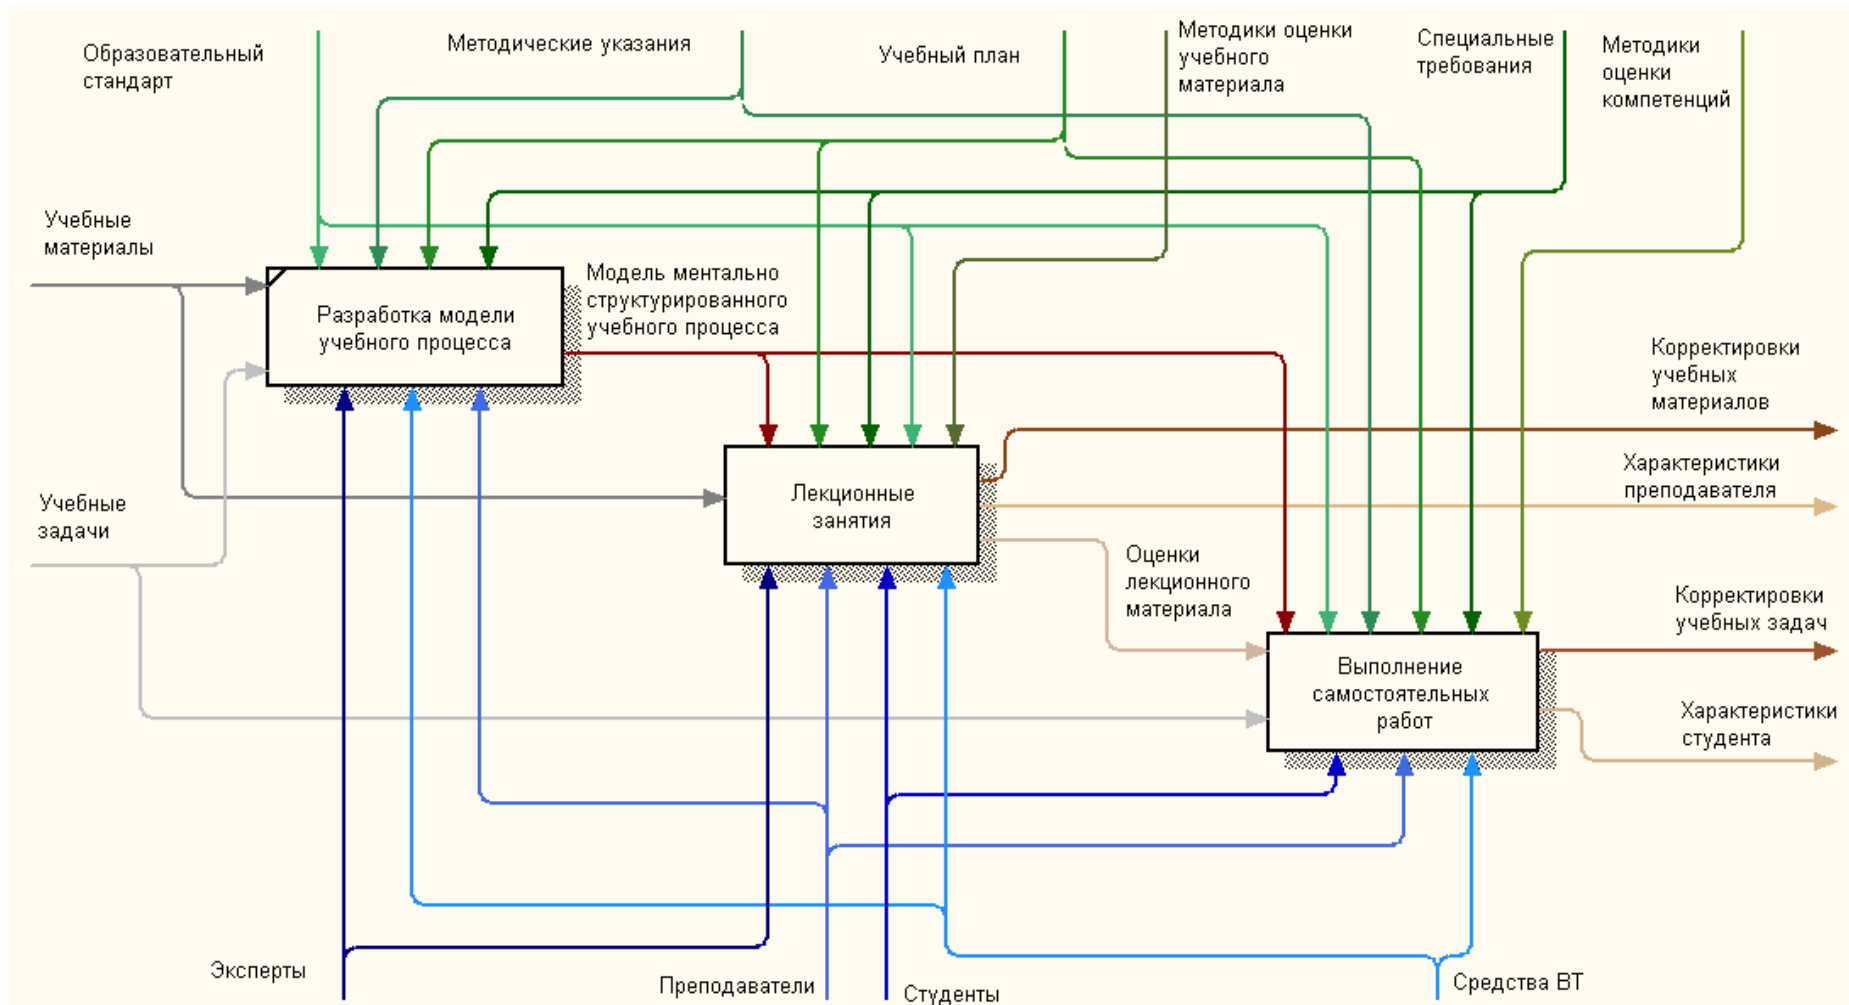 Образовательный
стандарт
Методические указания
Учебный план
Методики оценки
учебного
материала
Специальные
требования
Методики
оценки
компетенций
Учебные
материалы
Разработка модели
учебного процесса
Модель ментально
структурированного
учебного процесса
Корректировки
учебных
материалов
Учебные
задачи
Лекционные
занятия
Характеристики
преподавателя
Оценки
лекционного
материала
Корректировки
учебных задач
Выполнение
самостоятельных
работ
Характеристики
студента
Эксперты
Преподаватели
Студенты
Средства ВТ